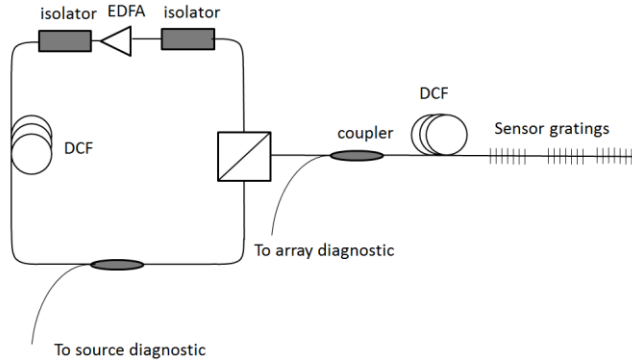 isolator
EDFA
isolator
DCF
DCF
coupler
Sensor gratings
To array diagnostic
To source diagnostic